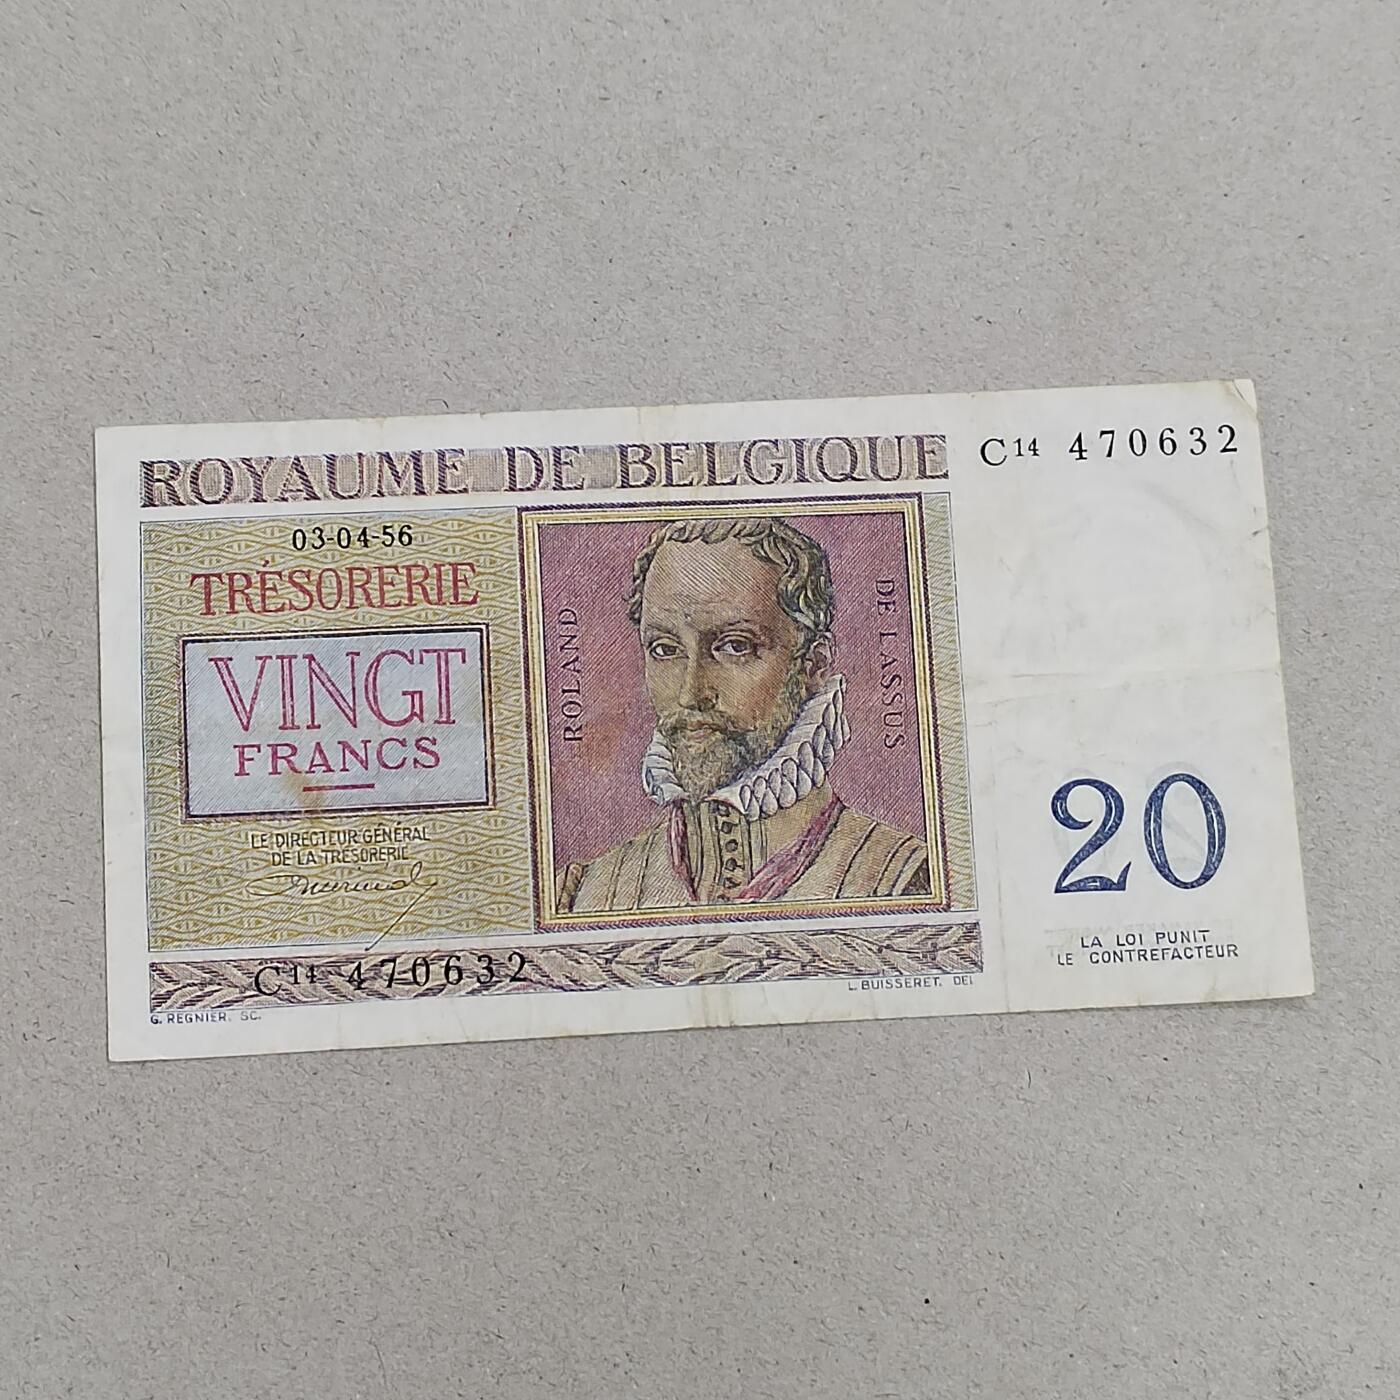 ROYAUME DE BELGIQUE
C14 470632
03-04-56
TRÉSORERIE
VINGT
FRANCS
ROLAND
DE LASSUS
LE DIRECTEUR GÉNÉRAL
DE LA TRÉSORERIE
20
LA LOI PUNIT
LE CONTREFACTEUR
C14 470632
G. REGNIER. SC.
L. BUISSERET. DEL